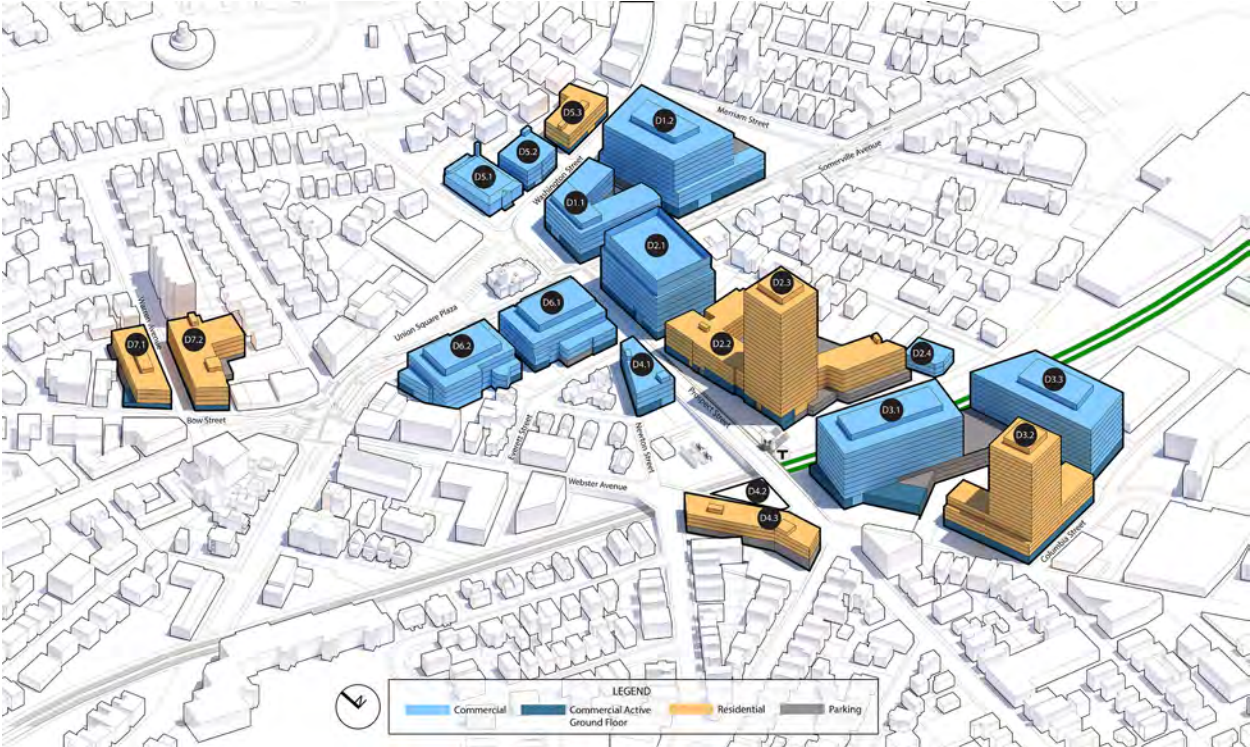 D5.3
D1.2
Merriam Street
D5.2
Somerville Avenue
D5.1
Washington Street
D1.1
D2.1
D2.3
D6.1
Union Square Plaza
Warren Avenue
D7.1
D7.2
D6.2
D2.2
D4.1
D2.4
D3.3
Prospect Street
D3.1
Bow Street
Everett Street
Newton Street
D3.2
T
Webster Avenue
D4.2
D4.3
Columbia Street
LEGEND
Commercial
Commercial Active
Ground Floor
Residential
Parking